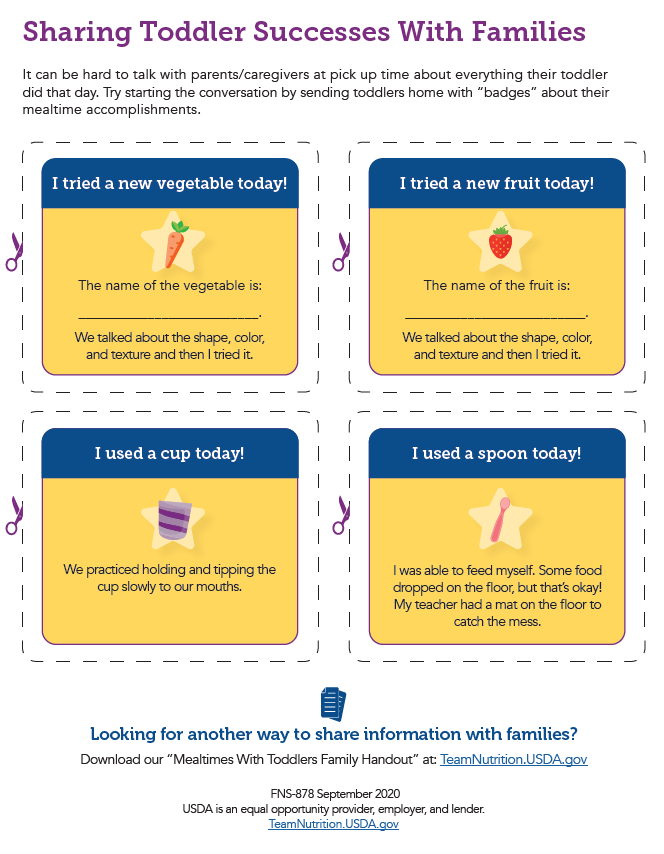 Sharing Toddler Successes With Families
It can be hard to talk with parents/caregivers at pick up time about everything their toddler
did that day. Try starting the conversation by sending toddlers home with “badges” about their
mealtime accomplishments.
I tried a new vegetable today!
The name of the vegetable is:
__________________________.
We talked about the shape, color,
and texture and then I tried it.
I tried a new fruit today!
The name of the fruit is:
__________________________.
We talked about the shape, color,
and texture and then I tried it.
I used a cup today!
We practiced holding and tipping the
cup slowly to our mouths.
I used a spoon today!
I was able to feed myself. Some food
dropped on the floor, but that’s okay!
My teacher had a mat on the floor to
catch the mess.
Looking for another way to share information with families?
Download our “Mealtimes With Toddlers Family Handout” at: TeamNutrition.USDA.gov
FNS-878 September 2020
USDA is an equal opportunity provider, employer, and lender.
TeamNutrition.USDA.gov